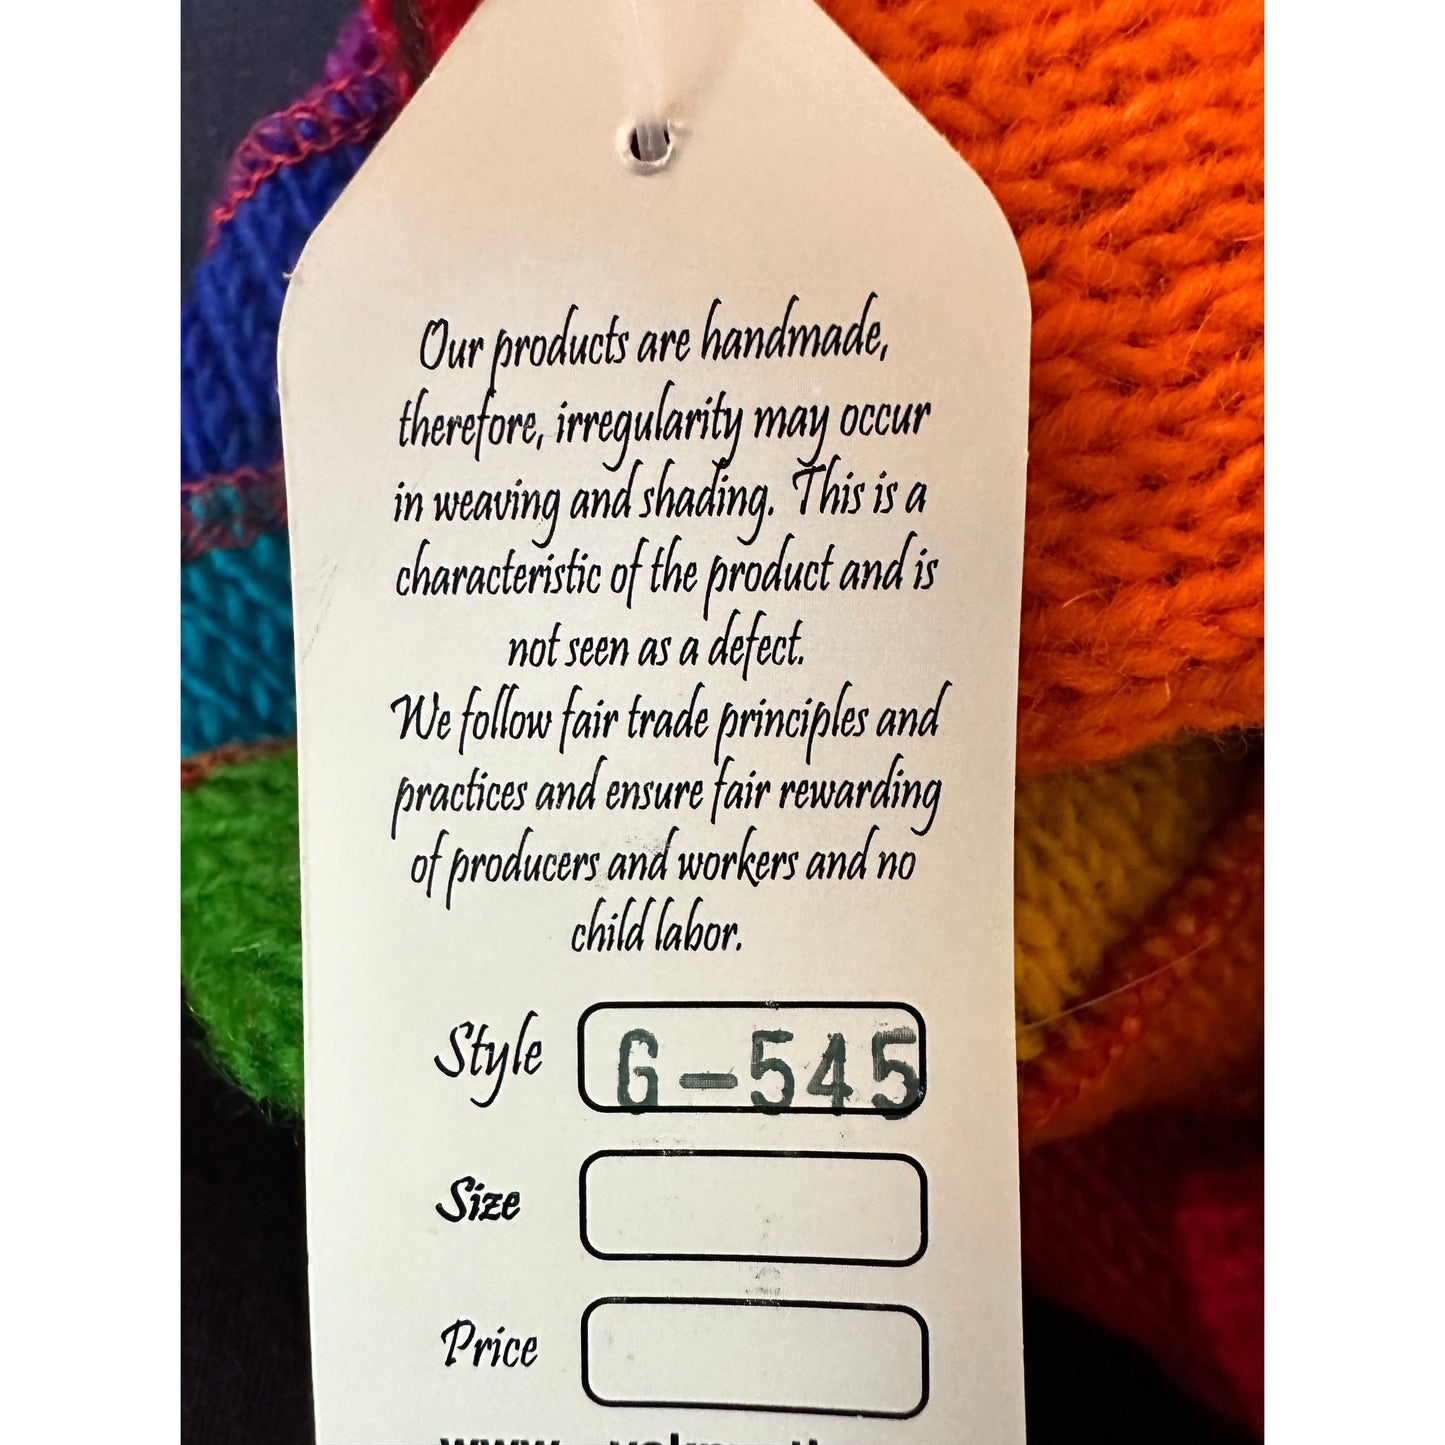 Our products are handmade,
therefore, irregularity may occur
in weaving and shading. This is a
characteristic of the product and is
not seen as a defect.
We follow fair trade principles and
practices and ensure fair rewarding
of producers and workers and no
child labor.
Style G-545
Size
Price